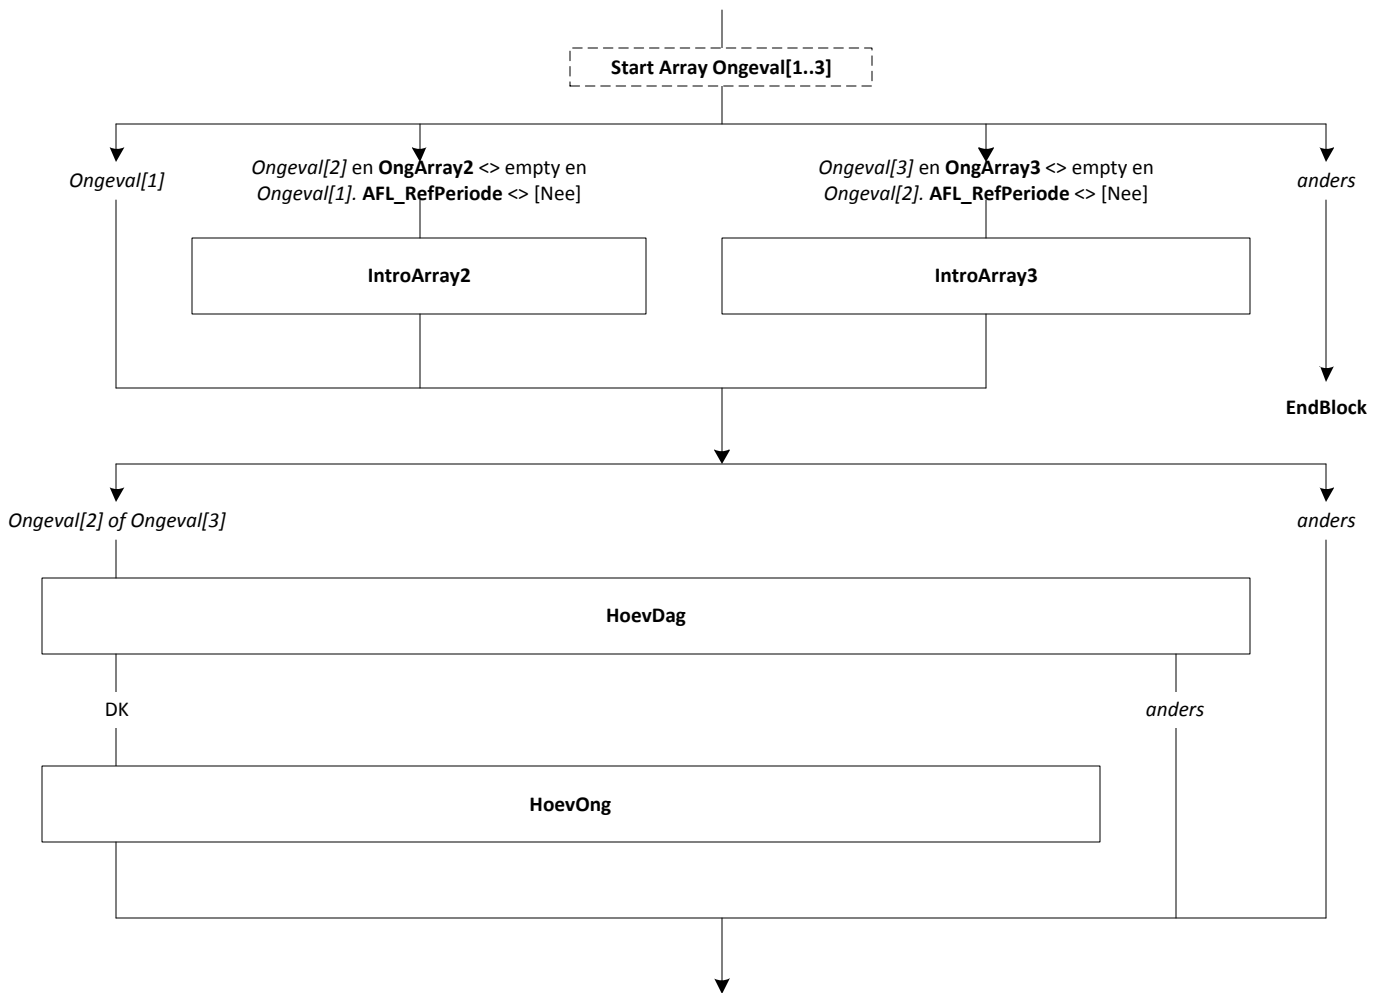 Start Array Ongeval[1..3]
Ongeval[1]
Ongeval[2] en OngArray2 <> empty en
Ongeval[1]. AFL_RefPeriode <> [Nee]
Ongeval[3] en OngArray3 <> empty en
Ongeval[2]. AFL_RefPeriode <> [Nee]
anders
IntroArray2
IntroArray3
EndBlock
Ongeval[2] of Ongeval[3]
anders
HoevDag
DK
anders
HoevOng